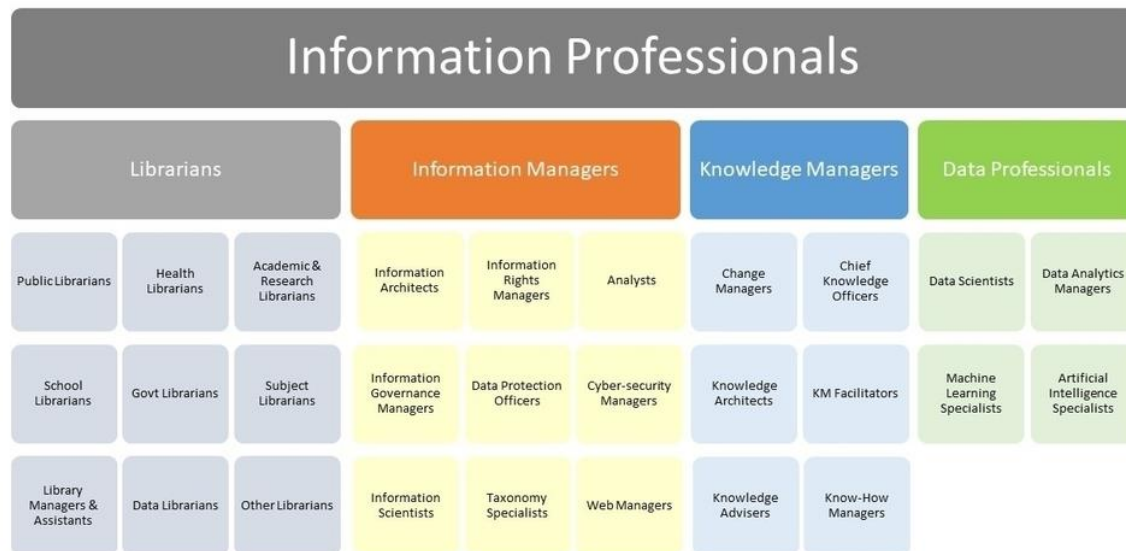 Information Professionals
Librarians
Information Managers
Knowledge Managers
Data Professionals
Public Librarians
Health
Librarians
Academic &
Research
Librarians
Information
Architects
Information
Rights
Managers
Analysts
Change
Managers
Chief
Knowledge
Officers
Data Scientists
Data Analytics
Managers
School
Librarians
Govt Librarians
Subject
Librarians
Information
Governance
Managers
Data Protection
Officers
Cyber-security
Managers
Knowledge
Architects
KM Facilitators
Machine
Learning
Specialists
Artificial
Intelligence
Specialists
Library
Managers &
Assistants
Data Librarians
Other Librarians
Information
Scientists
Taxonomy
Specialists
Web Managers
Knowledge
Advisers
Know-How
Managers